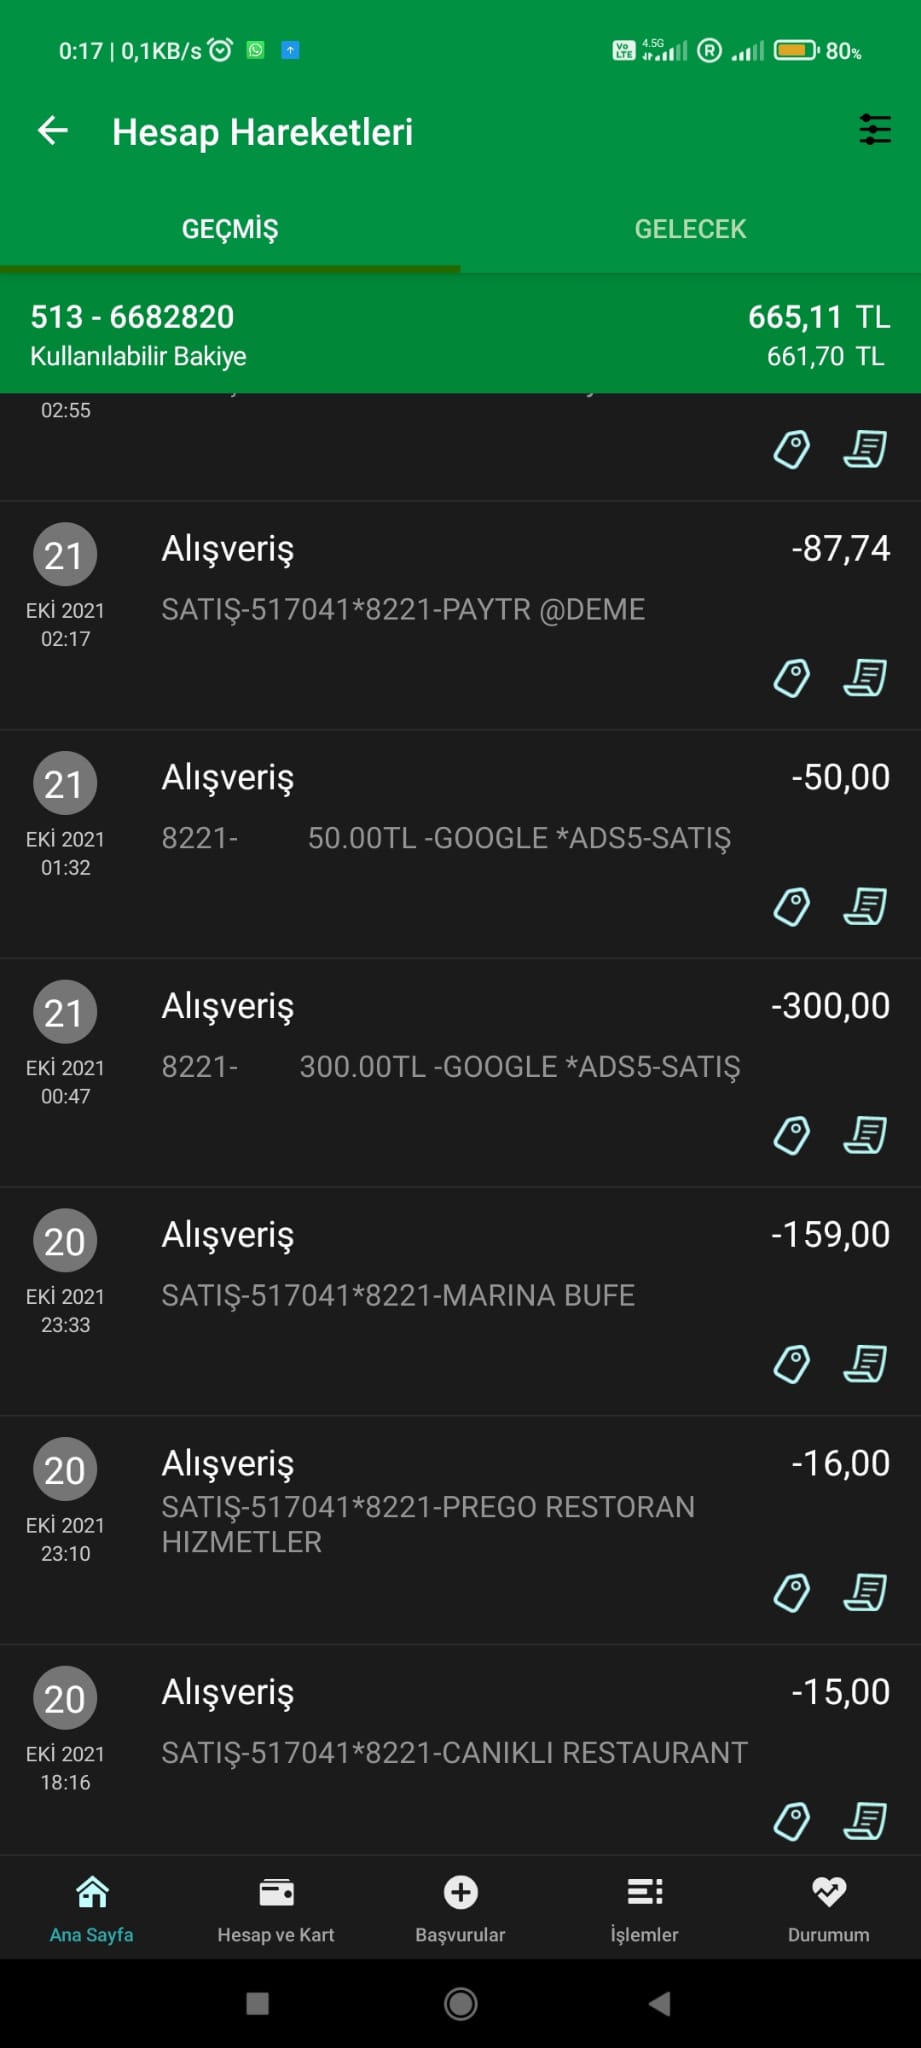 0:17 | 0,1KB/s
Vo LTE 4.5G R 80%
Hesap Hareketleri
GEÇMİŞ GELECEK
513 - 6682820 665,11 TL
Kullanılabilir Bakiye 661,70 TL
02:55
21 Alışveriş -87,74
EKİ 2021 SATIŞ-517041*8221-PAYTR @DEME
02:17
21 Alışveriş -50,00
EKİ 2021 8221- 50.00TL -GOOGLE *ADS5-SATIŞ
01:32
21 Alışveriş -300,00
EKİ 2021 8221- 300.00TL -GOOGLE *ADS5-SATIŞ
00:47
20 Alışveriş -159,00
EKİ 2021 SATIŞ-517041*8221-MARINA BUFE
23:33
20 Alışveriş -16,00
SATIŞ-517041*8221-PREGO RESTORAN
EKİ 2021 HIZMETLER
23:10
20 Alışveriş -15,00
EKİ 2021 SATIŞ-517041*8221-CANIKLI RESTAURANT
18:16
Ana Sayfa Hesap ve Kart Başvurular İşlemler Durumum